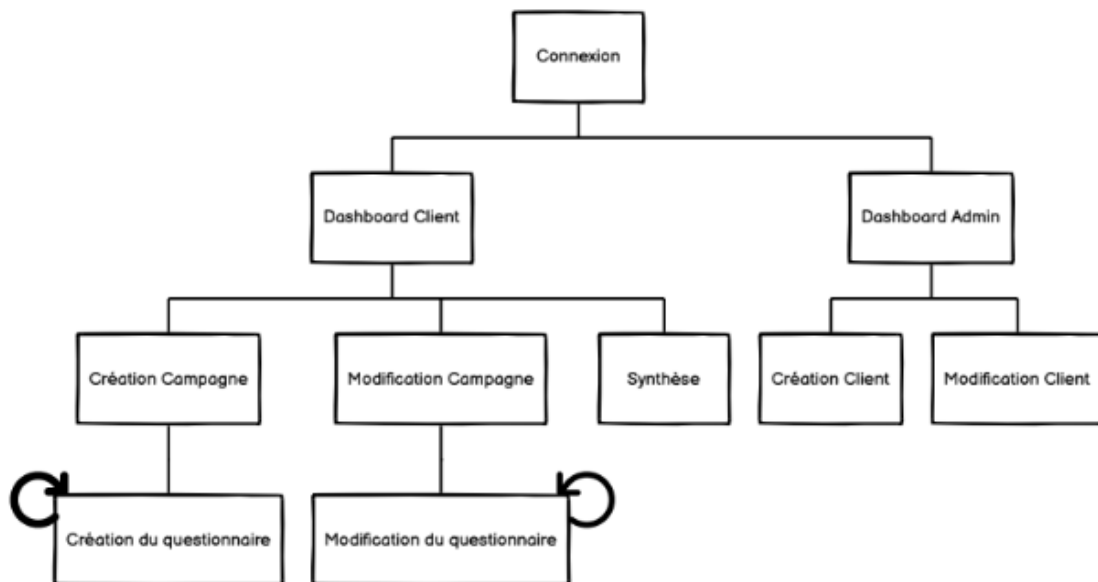 Connexion
Dashboard Client
Dashboard Admin
Création Campagne
Modification Campagne
Synthèse
Création Client
Modification Client
Création du questionnaire
Modification du questionnaire